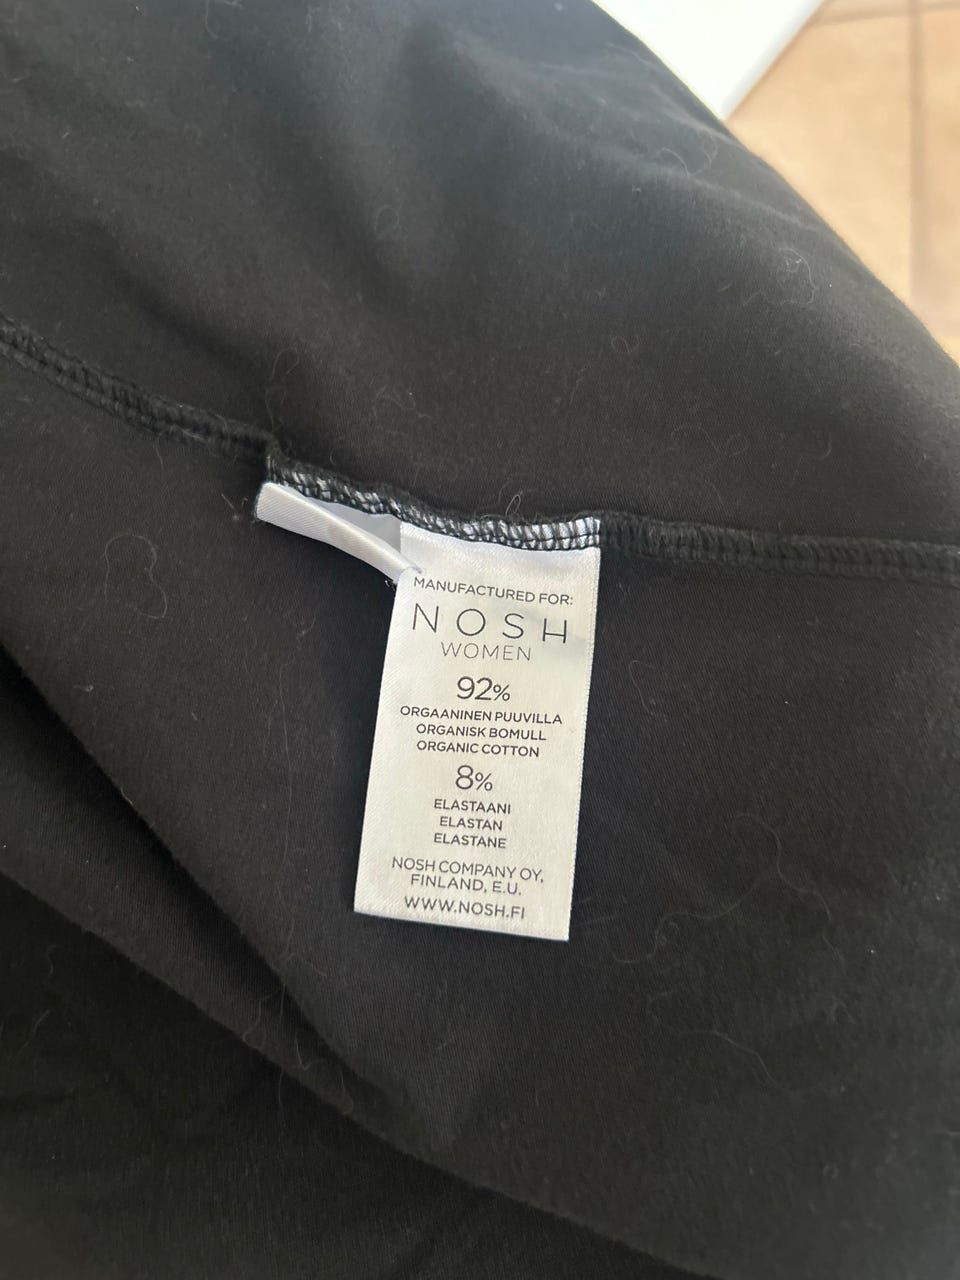 MANUFACTURED FOR:
NOSH
WOMEN
92%
ORGAANINEN PUUVILLA
ORGANISK BOMULL
ORGANIC COTTON
8%
ELASTAANI
ELASTAN
ELASTANE
NOSH COMPANY OY,
FINLAND, E.U.
WWW.NOSH.FI